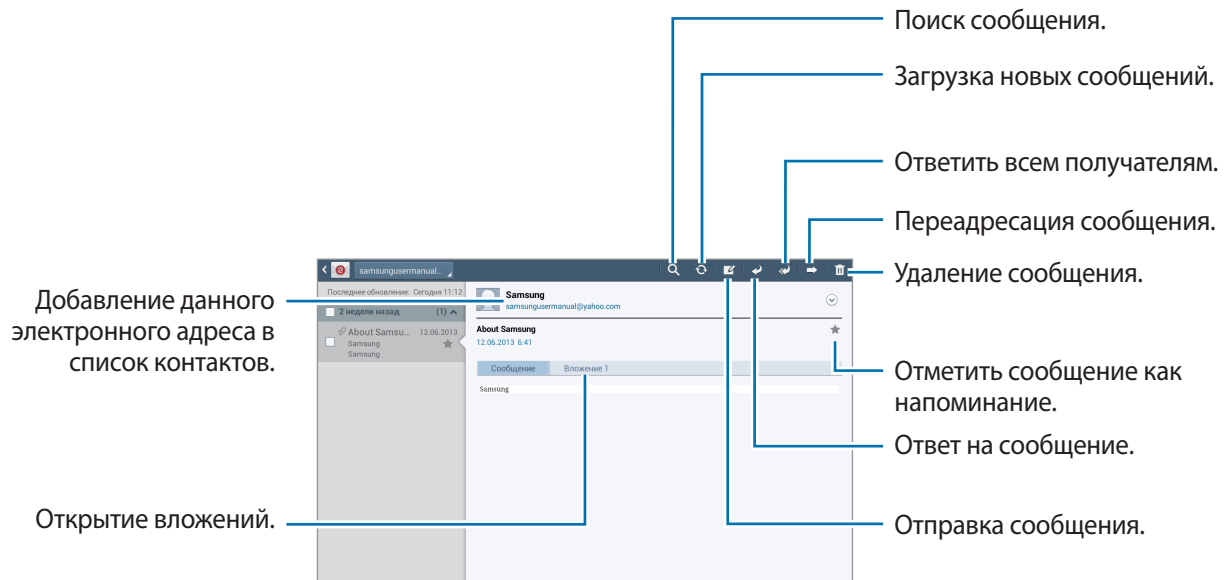 Поиск сообщения.
Загрузка новых сообщений.
Ответить всем получателям.
Переадресация сообщения.
Удаление сообщения.
Добавление данного
электронного адреса в
список контактов.
samsungusermanual...
Последнее обновление: Сегодня 11:12
2 недели назад (1)
About Samsu... 12.06.2013
Samsung
Samsung
Samsung
samsungusermanual@yahoo.com
About Samsung
12.06.2013 6:41
Сообщение Вложение 1
Samsung
Отметить сообщение как
напоминание.
Ответ на сообщение.
Открытие вложений.
Отправка сообщения.